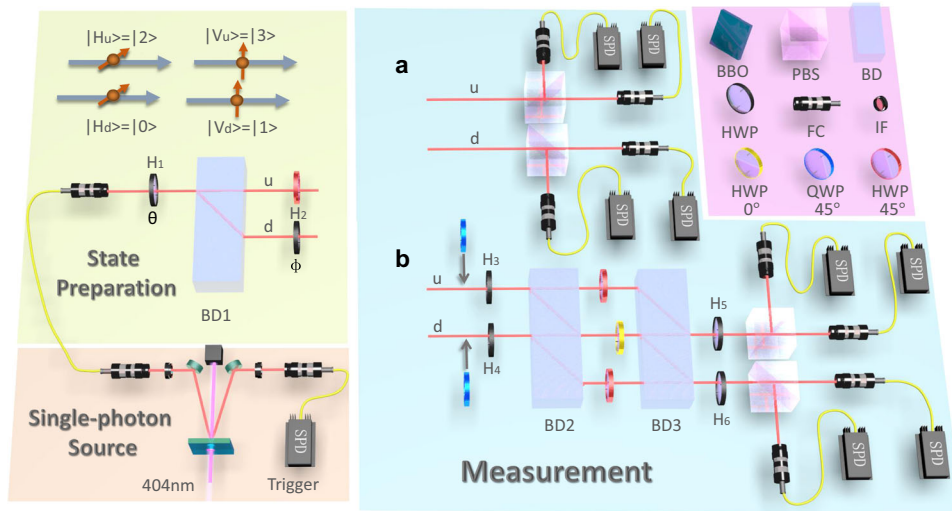 |Hu>=|2>
|Vu>=|3>
|Hd>=|0>
|Vd>=|1>
H1
θ
u
H2
d
ϕ
State
Preparation
BD1
Single-photon
Source
404nm
SPD
Trigger
a
u
d
SPD
SPD
SPD
SPD
b
u
H3
d
H4
BD2
BD3
H5
H6
SPD
SPD
SPD
SPD
Measurement
BBO
PBS
BD
HWP
FC
IF
HWP
0°
QWP
45°
HWP
45°